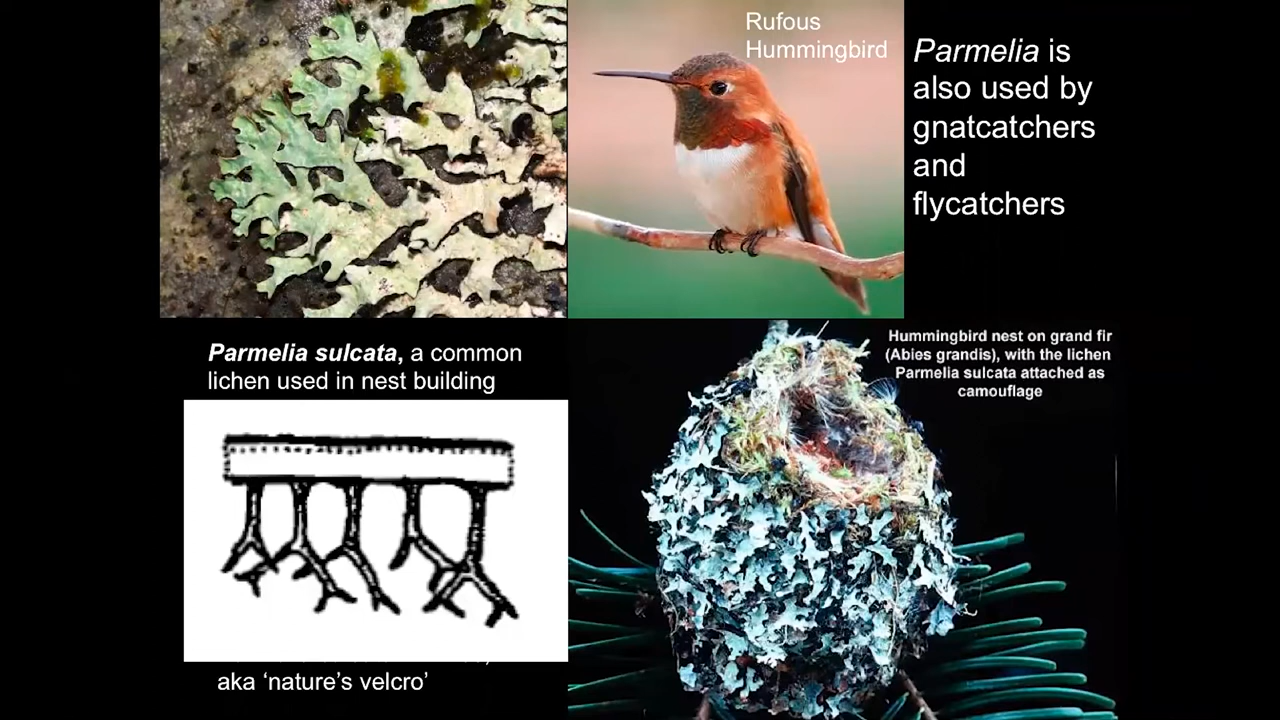 Rufous
Hummingbird
Parmelia is
also used by
gnatcatchers
and
flycatchers
Parmelia sulcata, a common
lichen used in nest building
Hummingbird nest on grand fir
(Abies grandis), with the lichen
Parmelia sulcata attached as
camouflage
aka ‘nature’s velcro’